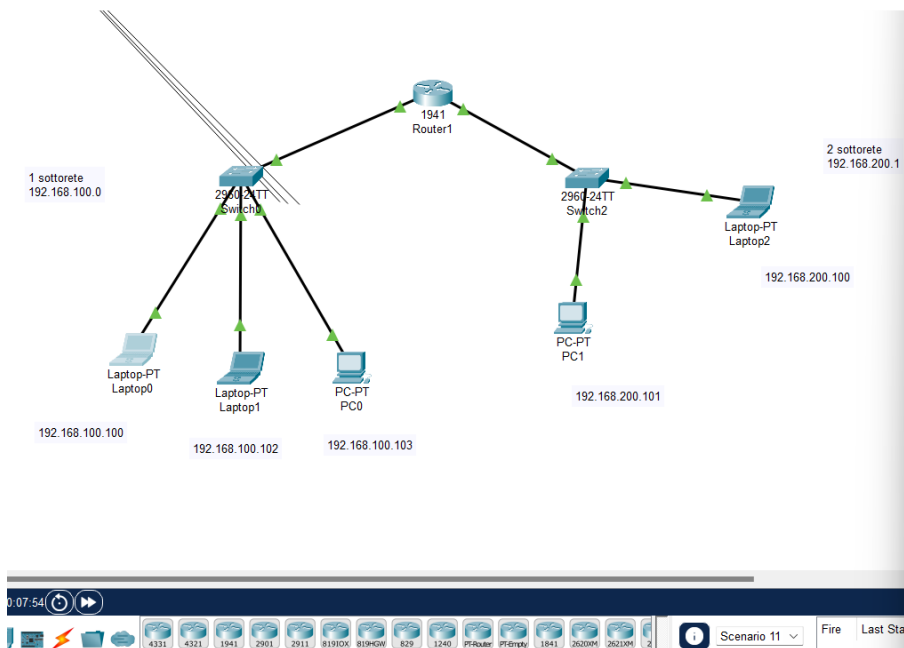 1941
Router1
1 sottorete
192.168.100.0
2 sottorete
192.168.200.1
2960-24TT
Switch0
2960-24TT
Switch2
Laptop-PT
Laptop2
192.168.200.100
PC-PT
PC1
192.168.200.101
Laptop-PT
Laptop0
Laptop-PT
Laptop1
PC-PT
PC0
192.168.100.100
192.168.100.102
192.168.100.103
0:07:54
4331
4321
1941
2901
2911
819IOX
819HGW
829
1240
PT-Router
PT-Empty
1841
2620XM
2621XM
2
Scenario 11
Fire
Last Sta